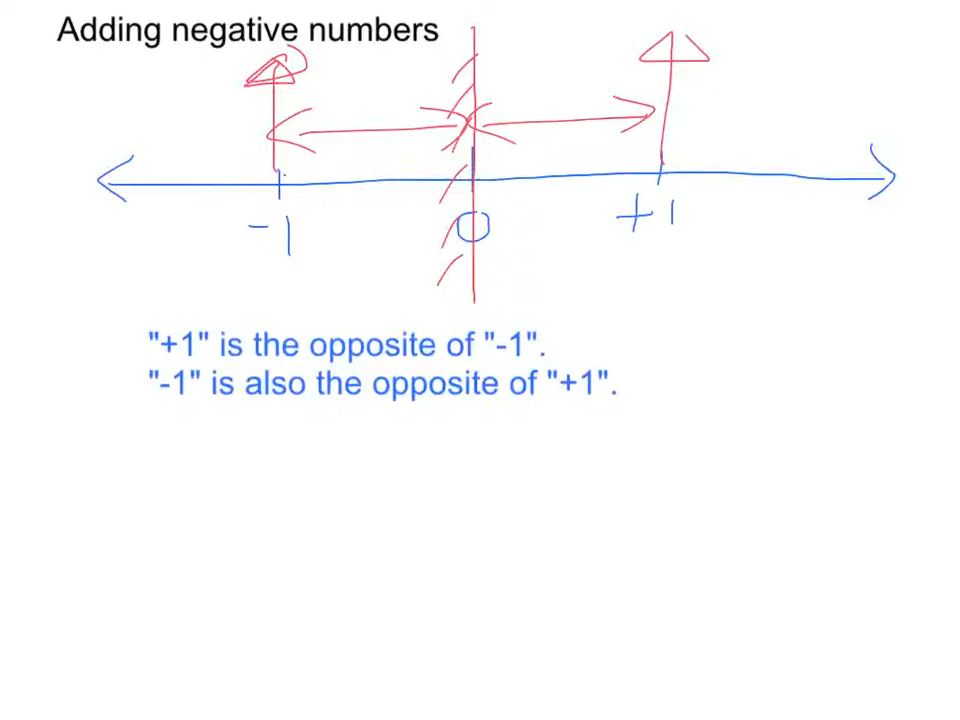 Adding negative numbers
-1 0 +1
"+1" is the opposite of "-1".
"-1" is also the opposite of "+1".